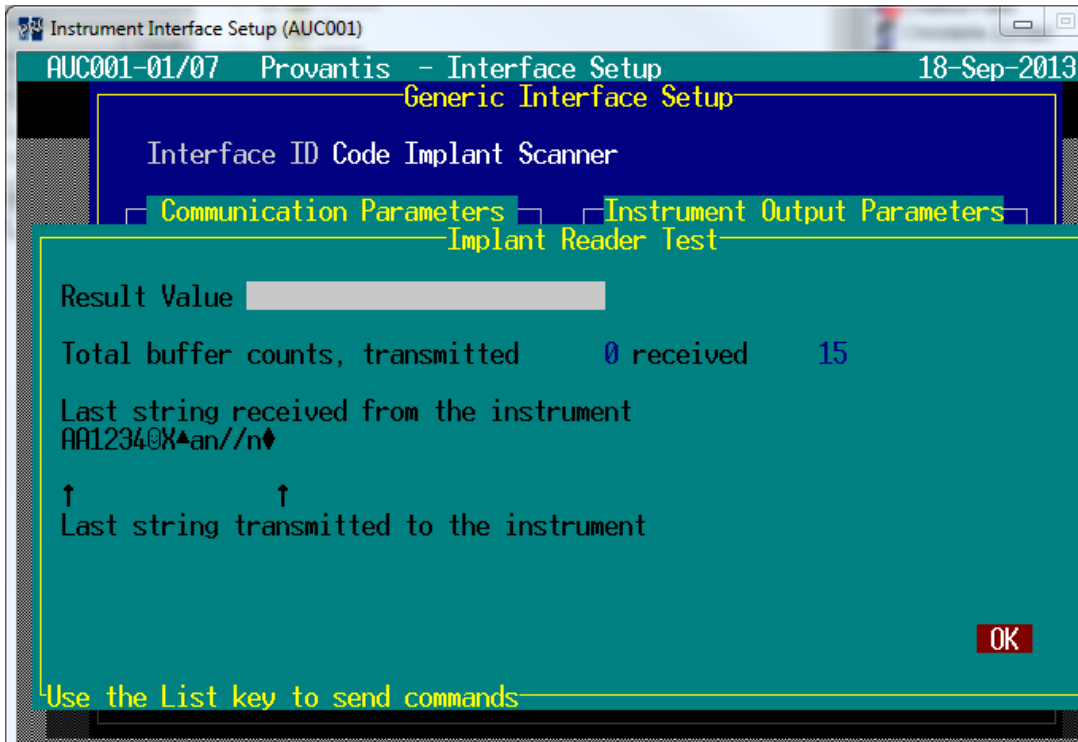 Instrument Interface Setup (AUC001)
AUC001-01/07 Provantis - Interface Setup 18-Sep-2013
Generic Interface Setup
Interface ID Code Implant Scanner
Communication Parameters Instrument Output Parameters
Implant Reader Test
Result Value
Total buffer counts, transmitted 0 received 15
Last string received from the instrument
AA1234☺X▲an//n♦
↑ ↑
Last string transmitted to the instrument
OK
Use the List key to send commands